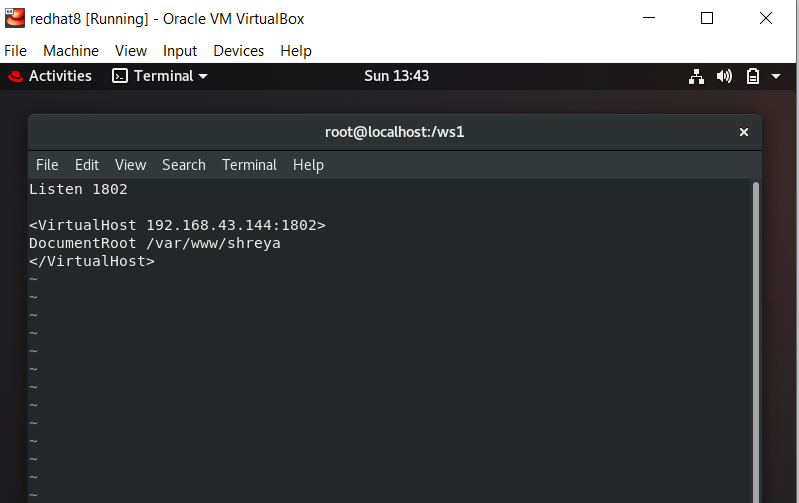 redhat8 [Running] - Oracle VM VirtualBox
File Machine View Input Devices Help
Activities Terminal Sun 13:43
root@localhost:/ws1
File Edit View Search Terminal Help
Listen 1802
<VirtualHost 192.168.43.144:1802>
DocumentRoot /var/www/shreya
</VirtualHost>
~
~
~
~
~
~
~
~
~
~
~
~
~